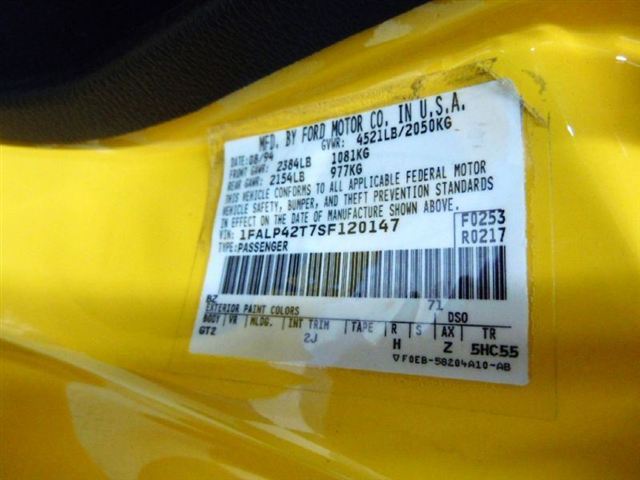 MFD. BY FORD MOTOR CO. IN U.S.A.
DATE: 08/94 GVWR: 4521LB/2050KG
FRONT GAWR: 2384LB 1081KG
REAR GAWR: 2154LB 977KG
THIS VEHICLE CONFORMS TO ALL APPLICABLE FEDERAL MOTOR
VEHICLE SAFETY, BUMPER, AND THEFT PREVENTION STANDARDS
IN EFFECT ON THE DATE OF MANUFACTURE SHOWN ABOVE.
VIN: 1FALP42T7SF120147 F0253
TYPE: PASSENGER R0217
BZ 71
EXTERIOR PAINT COLORS DSO
BODY VR MLDG. INT TRIM TAPE R S AX TR
GT2 2J H Z 5HC55
▽F0EB-58204A10-AB